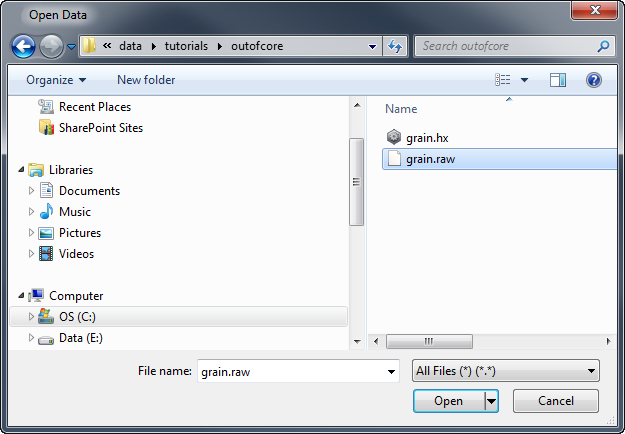 Open Data
« data tutorials outofcore
Search outofcore
Organize
New folder
Recent Places
SharePoint Sites
Libraries
Documents
Music
Pictures
Videos
Computer
OS (C:)
Data (E:)
Name
grain.hx
grain.raw
File name: grain.raw
All Files (*) (*.*)
Open
Cancel